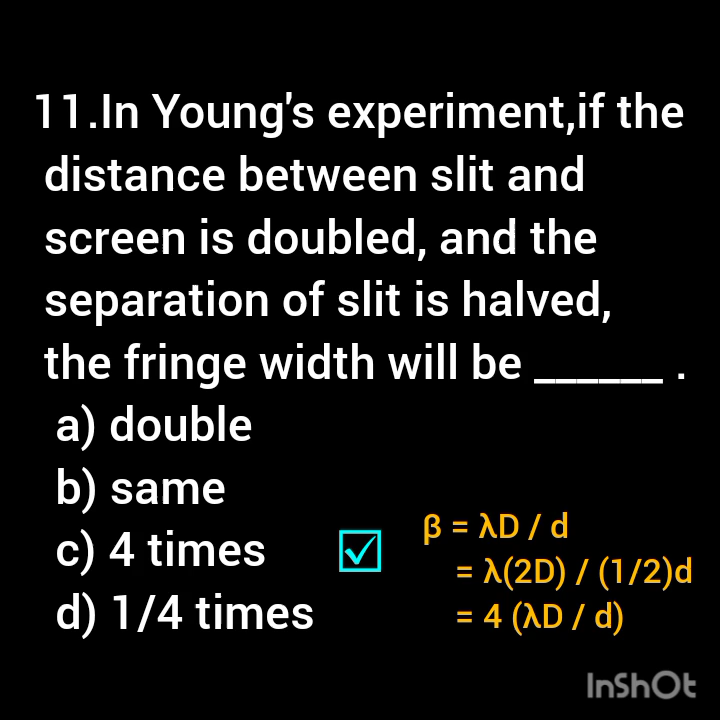 11.In Young's experiment,if the
distance between slit and
screen is doubled, and the
separation of slit is halved,
the fringe width will be ______ .
a) double
b) same
c) 4 times ☑
d) 1/4 times
β = λD / d
= λ(2D) / (1/2)d
= 4 (λD / d)
InShOt